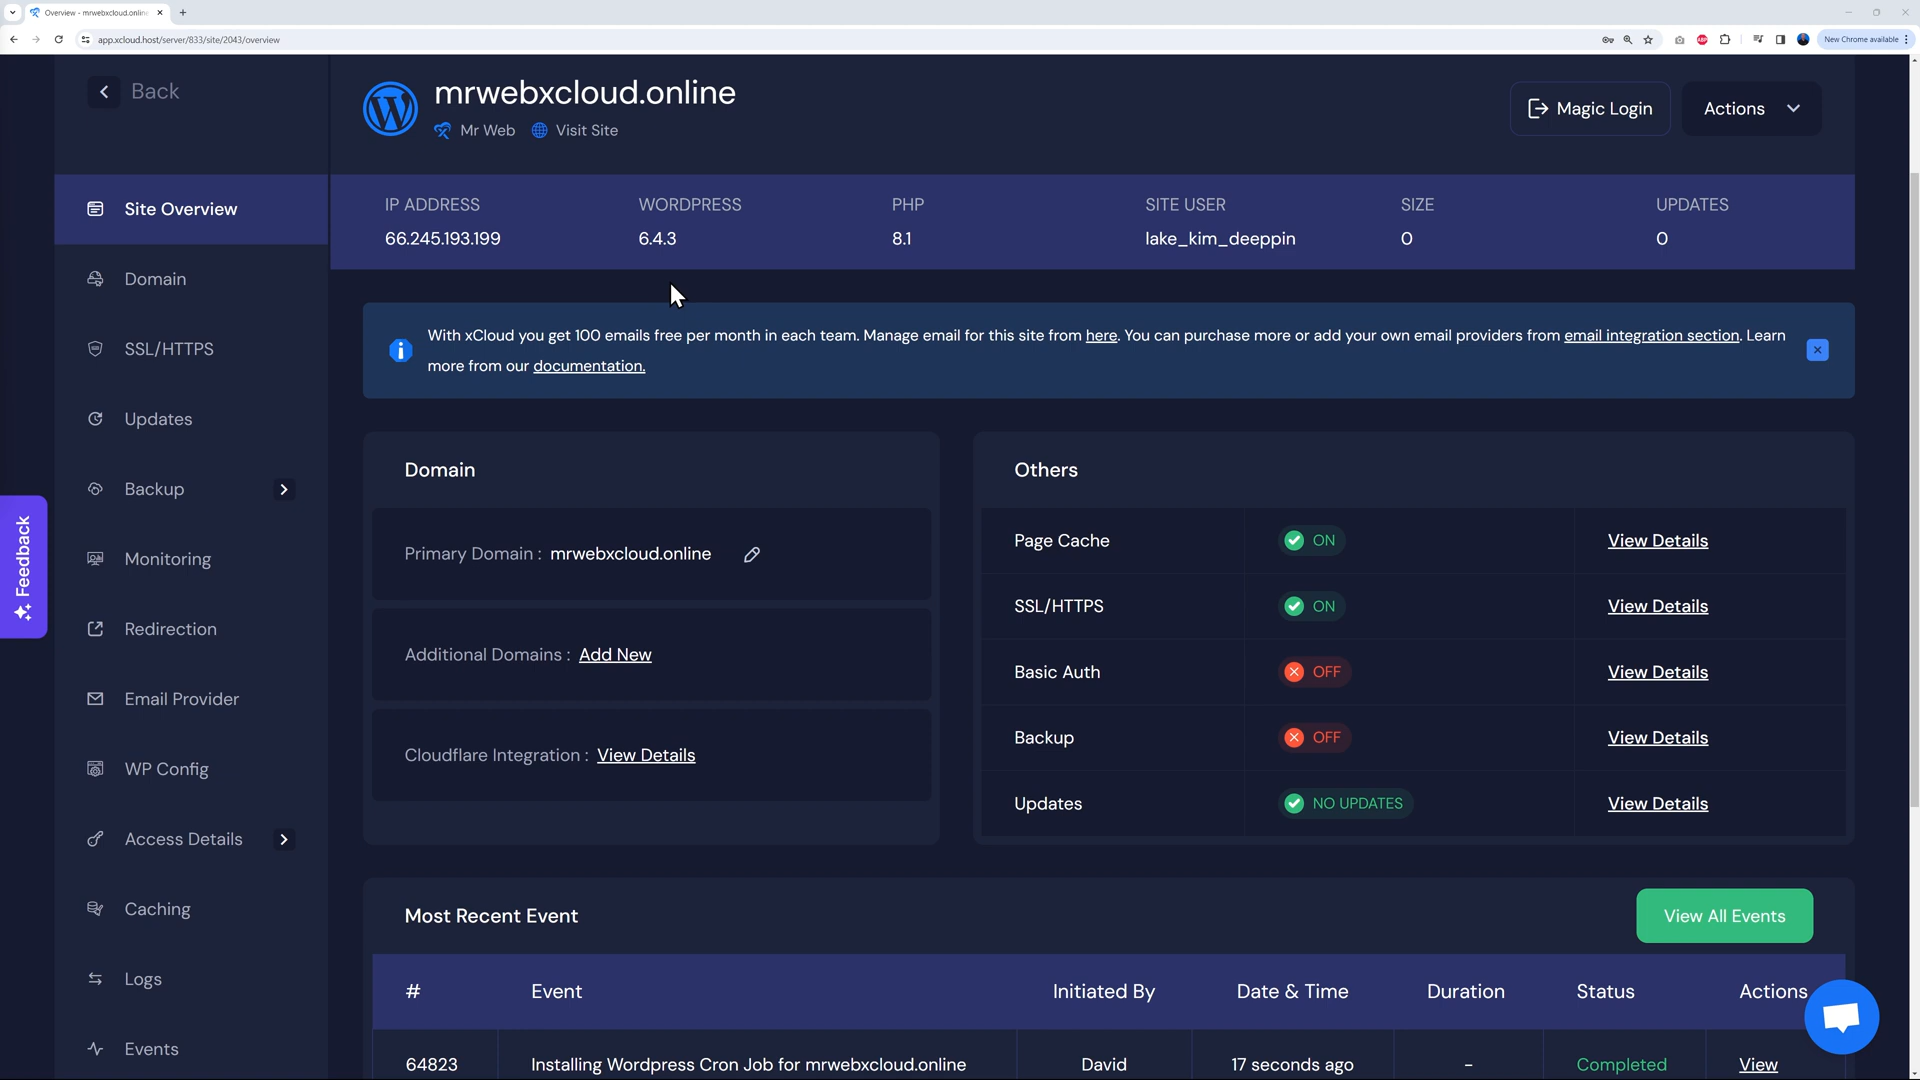 Overview - mrwebxcloud.onlin
app.xcloud.host/server/833/site/2043/overview
ABP
New Chrome available
Back
mrwebxcloud.online
Mr Web
Visit Site
Magic Login
Actions
Site Overview
IP ADDRESS
WORDPRESS
PHP
SITE USER
SIZE
UPDATES
66.245.193.199
6.4.3
8.1
lake_kim_deeppin
0
0
Domain
SSL/HTTPS
Updates
Backup
Monitoring
Redirection
Email Provider
WP Config
Access Details
Caching
Logs
Events
Feedback
With xCloud you get 100 emails free per month in each team. Manage email for this site from here. You can purchase more or add your own email providers from email integration section. Learn
more from our documentation.
Domain
Primary Domain : mrwebxcloud.online
Additional Domains : Add New
Cloudflare Integration : View Details
Others
Page Cache ON View Details
SSL/HTTPS ON View Details
Basic Auth OFF View Details
Backup OFF View Details
Updates NO UPDATES View Details
Most Recent Event
View All Events
# Event Initiated By Date & Time Duration Status Actions
64823 Installing Wordpress Cron Job for mrwebxcloud.online David 17 seconds ago - Completed View